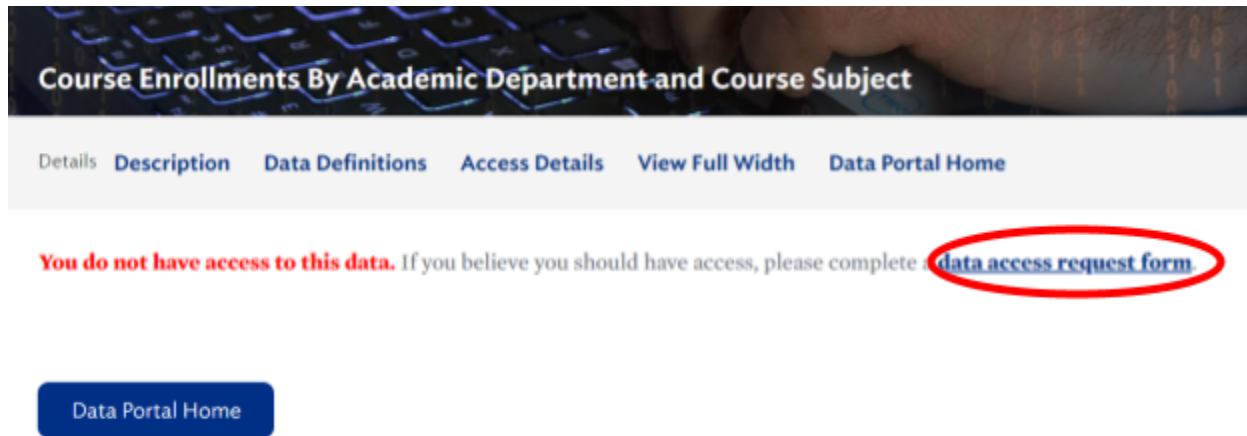 Course Enrollments By Academic Department and Course Subject
Details Description Data Definitions Access Details View Full Width Data Portal Home
You do not have access to this data. If you believe you should have access, please complete a data access request form.
Data Portal Home